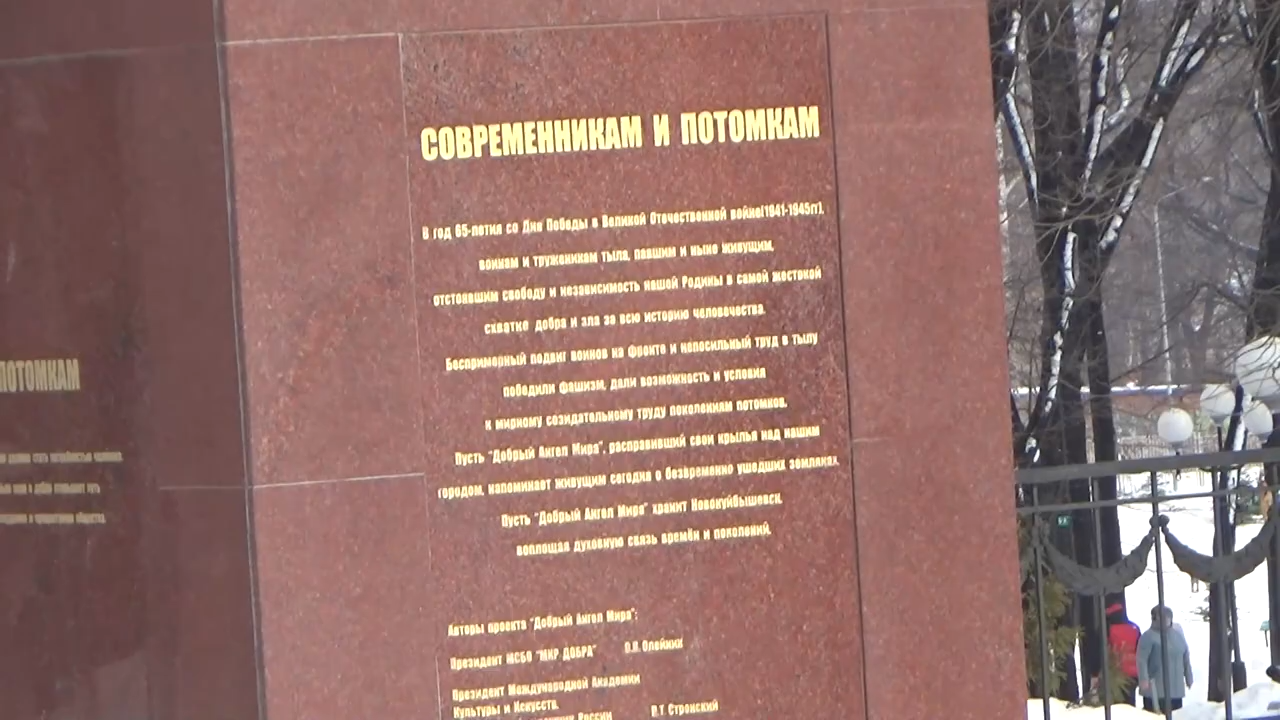 СОВРЕМЕННИКАМ И ПОТОМКАМ
В год 65-летия со Дня Победы в Великой Отечественной войне(1941-1945гг),
воинам и труженикам тыла, павшим и ныне живущим,
отстоявшим свободу и независимость нашей Родины в самой жестокой
схватке добра и зла за всю историю человечества.
Беспримерный подвиг воинов на фронте и непосильный труд в тылу
победили фашизм, дали возможность и условия
к мирному созидательному труду поколениям потомков.
Пусть "Добрый Ангел Мира", расправивший свои крылья над нашим
городом, напоминает живущим сегодня о безвременно ушедших земляках.
Пусть "Добрый Ангел Мира" хранит Новокуйбышевск,
воплощая духовную связь времён и поколений.
Авторы проекта "Добрый Ангел Мира":
Президент МСБО "МИР ДОБРА" О.П. Олейник
Президент Международной Академии
Культуры и Искусств,
России П.Т. Стронский
ПОТОМКАМ